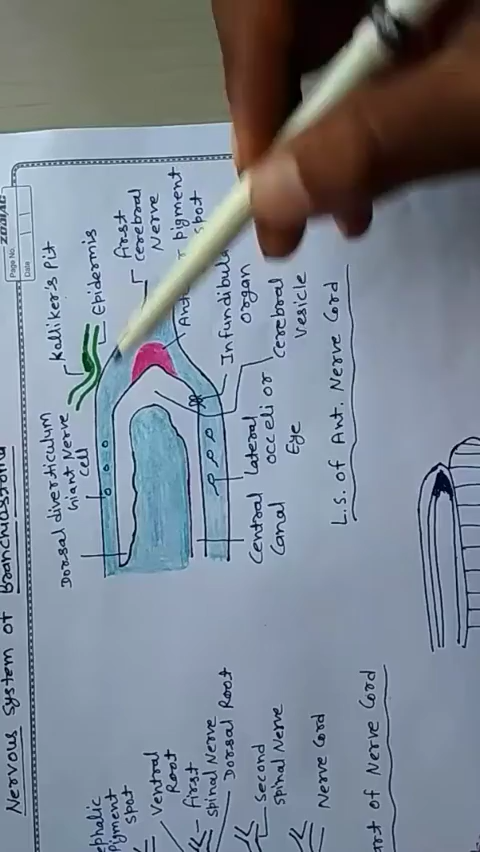 ZODIAC
Page No.
Date
Nervous System of Branchiostoma
Kolliker's Pit
Epidermis
first
cerebral
Nerve
pigment
spot
Infundibular
organ
Cerebral
vesicle
Dorsal diverticulum
Giant Nerve
cell
Lateral
occeli or
Eye
Central
Canal
L.S. of Ant. Nerve Cord
Pigment
spot
Ventral
Root
first
spinal Nerve
Dorsal Root
Second
spinal Nerve
Nerve Cord
of Nerve Cord